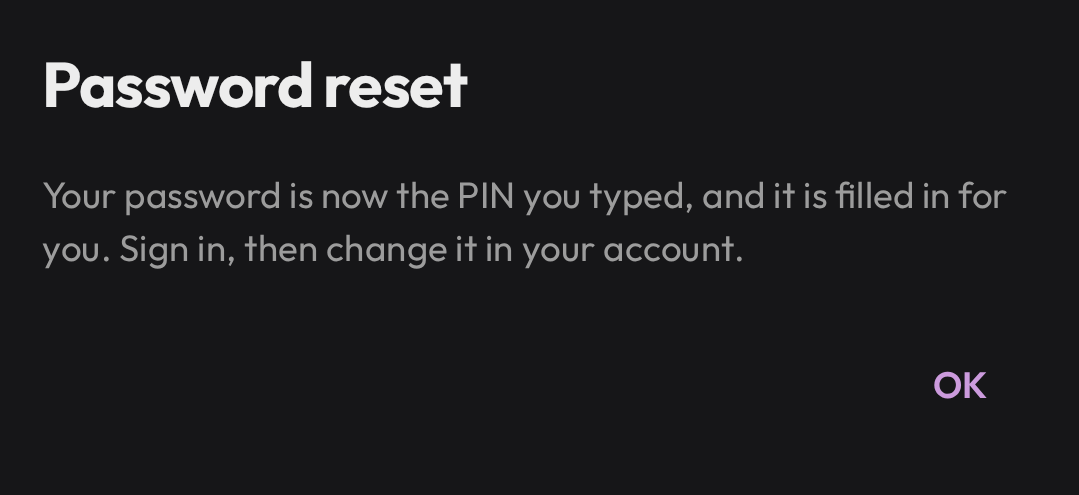 Password reset
Your password is now the PIN you typed, and it is filled in for
you. Sign in, then change it in your account.
OK